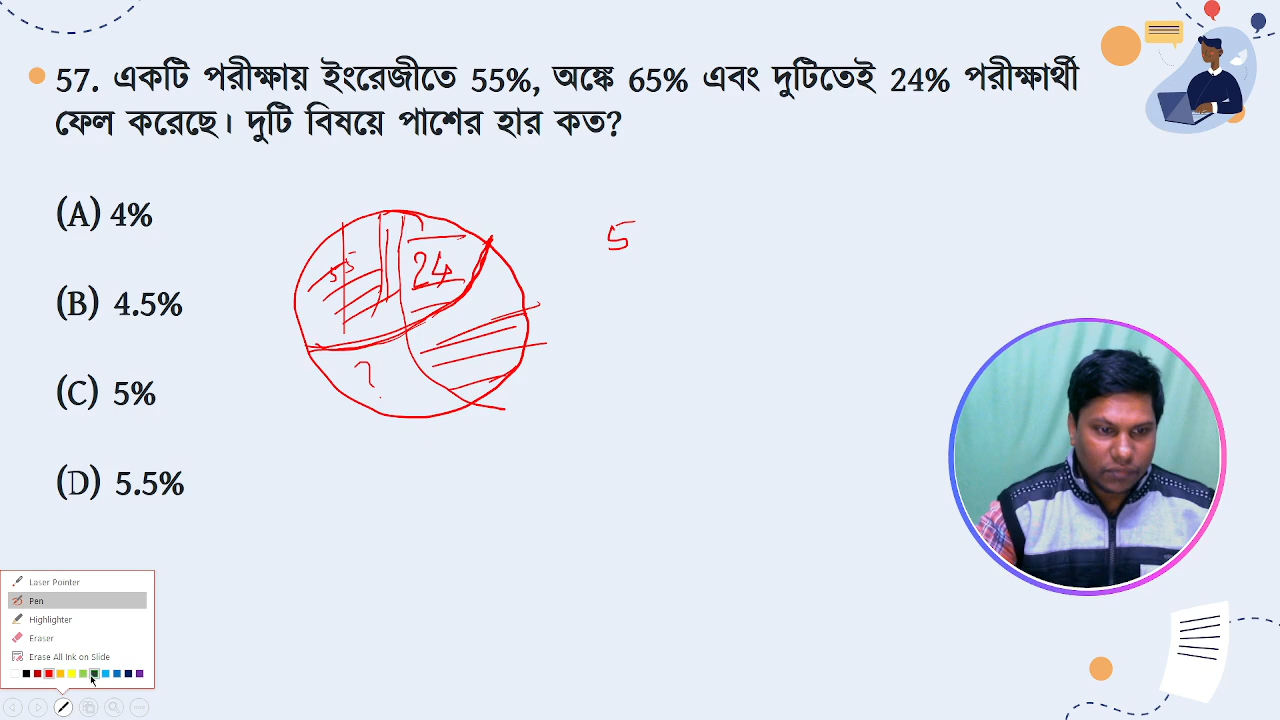 57. একটি পরীক্ষায় ইংরেজীতে 55%, অঙ্কে 65% এবং দুটিতেই 24% পরীক্ষার্থী
ফেল করেছে। দুটি বিষয়ে পাশের হার কত?
(A) 4%
(B) 4.5%
(C) 5%
(D) 5.5%
55
24
?
5
Laser Pointer
Pen
Highlighter
Eraser
Erase All Ink on Slide